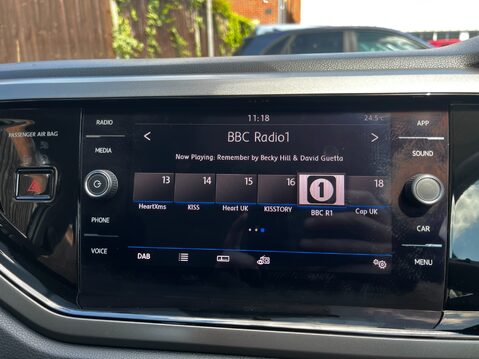 RADIO
11:18
24.5°C
APP
PASSENGER AIR BAG
< BBC Radio1 >
MEDIA
SOUND
Now Playing: Remember by Becky Hill & David Guetta
13 14 15 16 1 18
HeartXms KISS Heart UK KISSTORY BBC R1 Cap UK
PHONE
CAR
VOICE
DAB
MENU